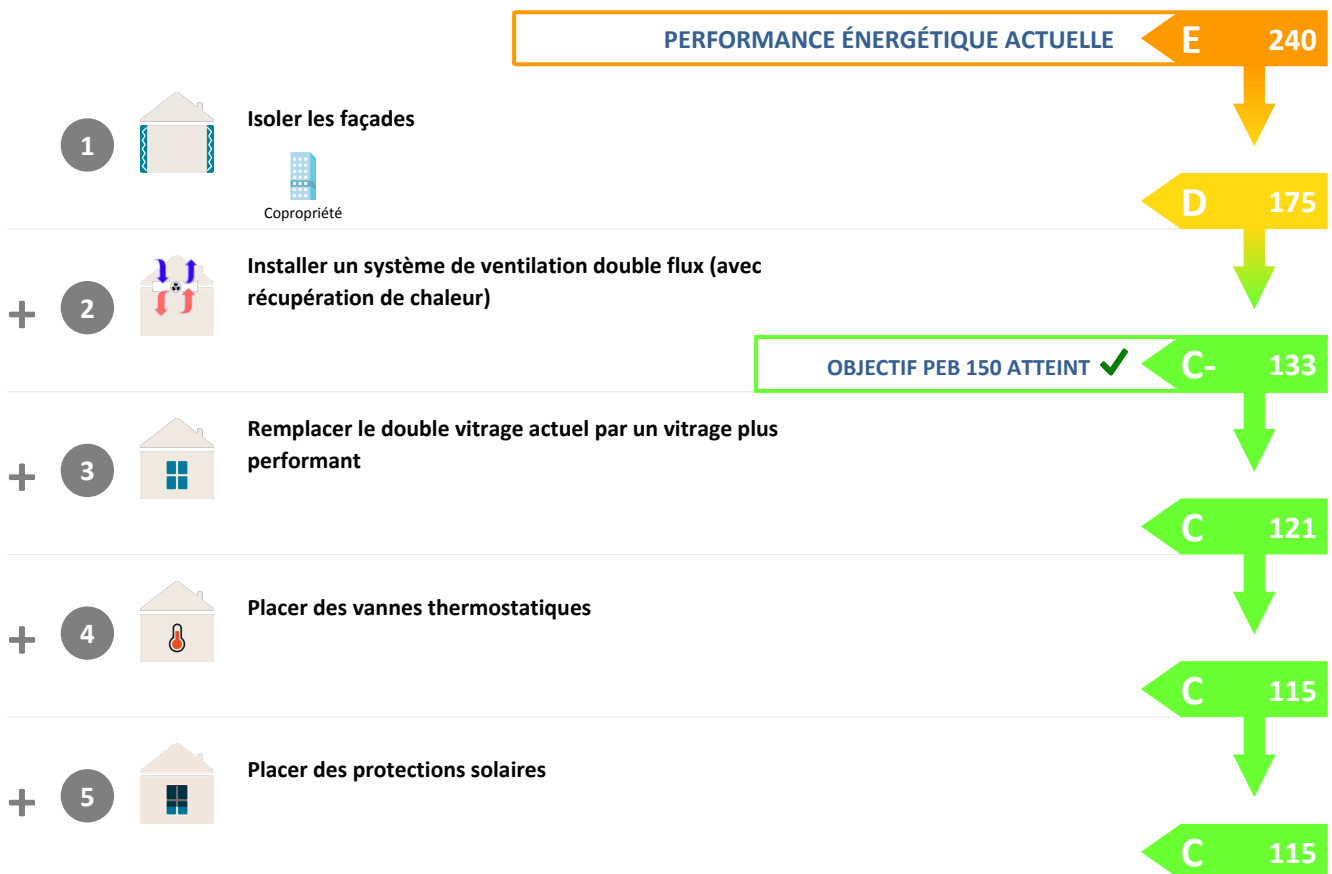 PERFORMANCE ÉNERGÉTIQUE ACTUELLE E 240
1 Isoler les façades
Copropriété
D 175
+ 2 Installer un système de ventilation double flux (avec
récupération de chaleur)
OBJECTIF PEB 150 ATTEINT ✔ C- 133
+ 3 Remplacer le double vitrage actuel par un vitrage plus
performant
C 121
+ 4 Placer des vannes thermostatiques
C 115
+ 5 Placer des protections solaires
C 115